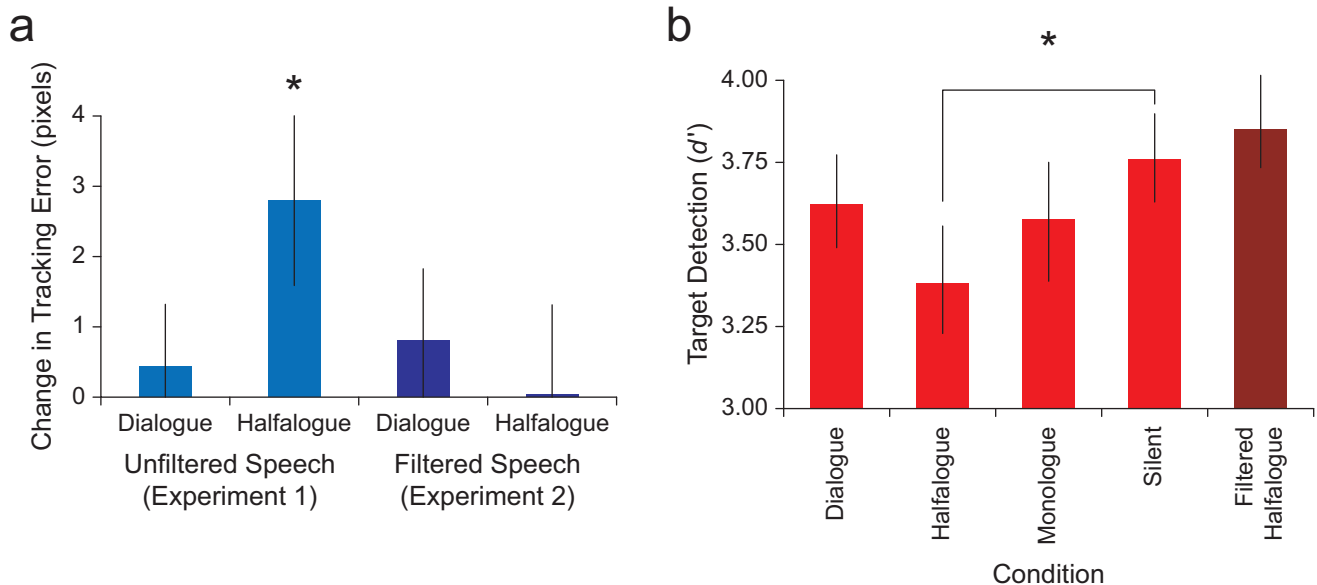 a
Change in Tracking Error (pixels)
4
3
2
1
0
*
Dialogue Halfalogue Dialogue Halfalogue
Unfiltered Speech Filtered Speech
(Experiment 1) (Experiment 2)
b
Target Detection (d')
4.00
3.75
3.50
3.25
3.00
*
Dialogue
Halfalogue
Monologue
Silent
Filtered
Halfalogue
Condition